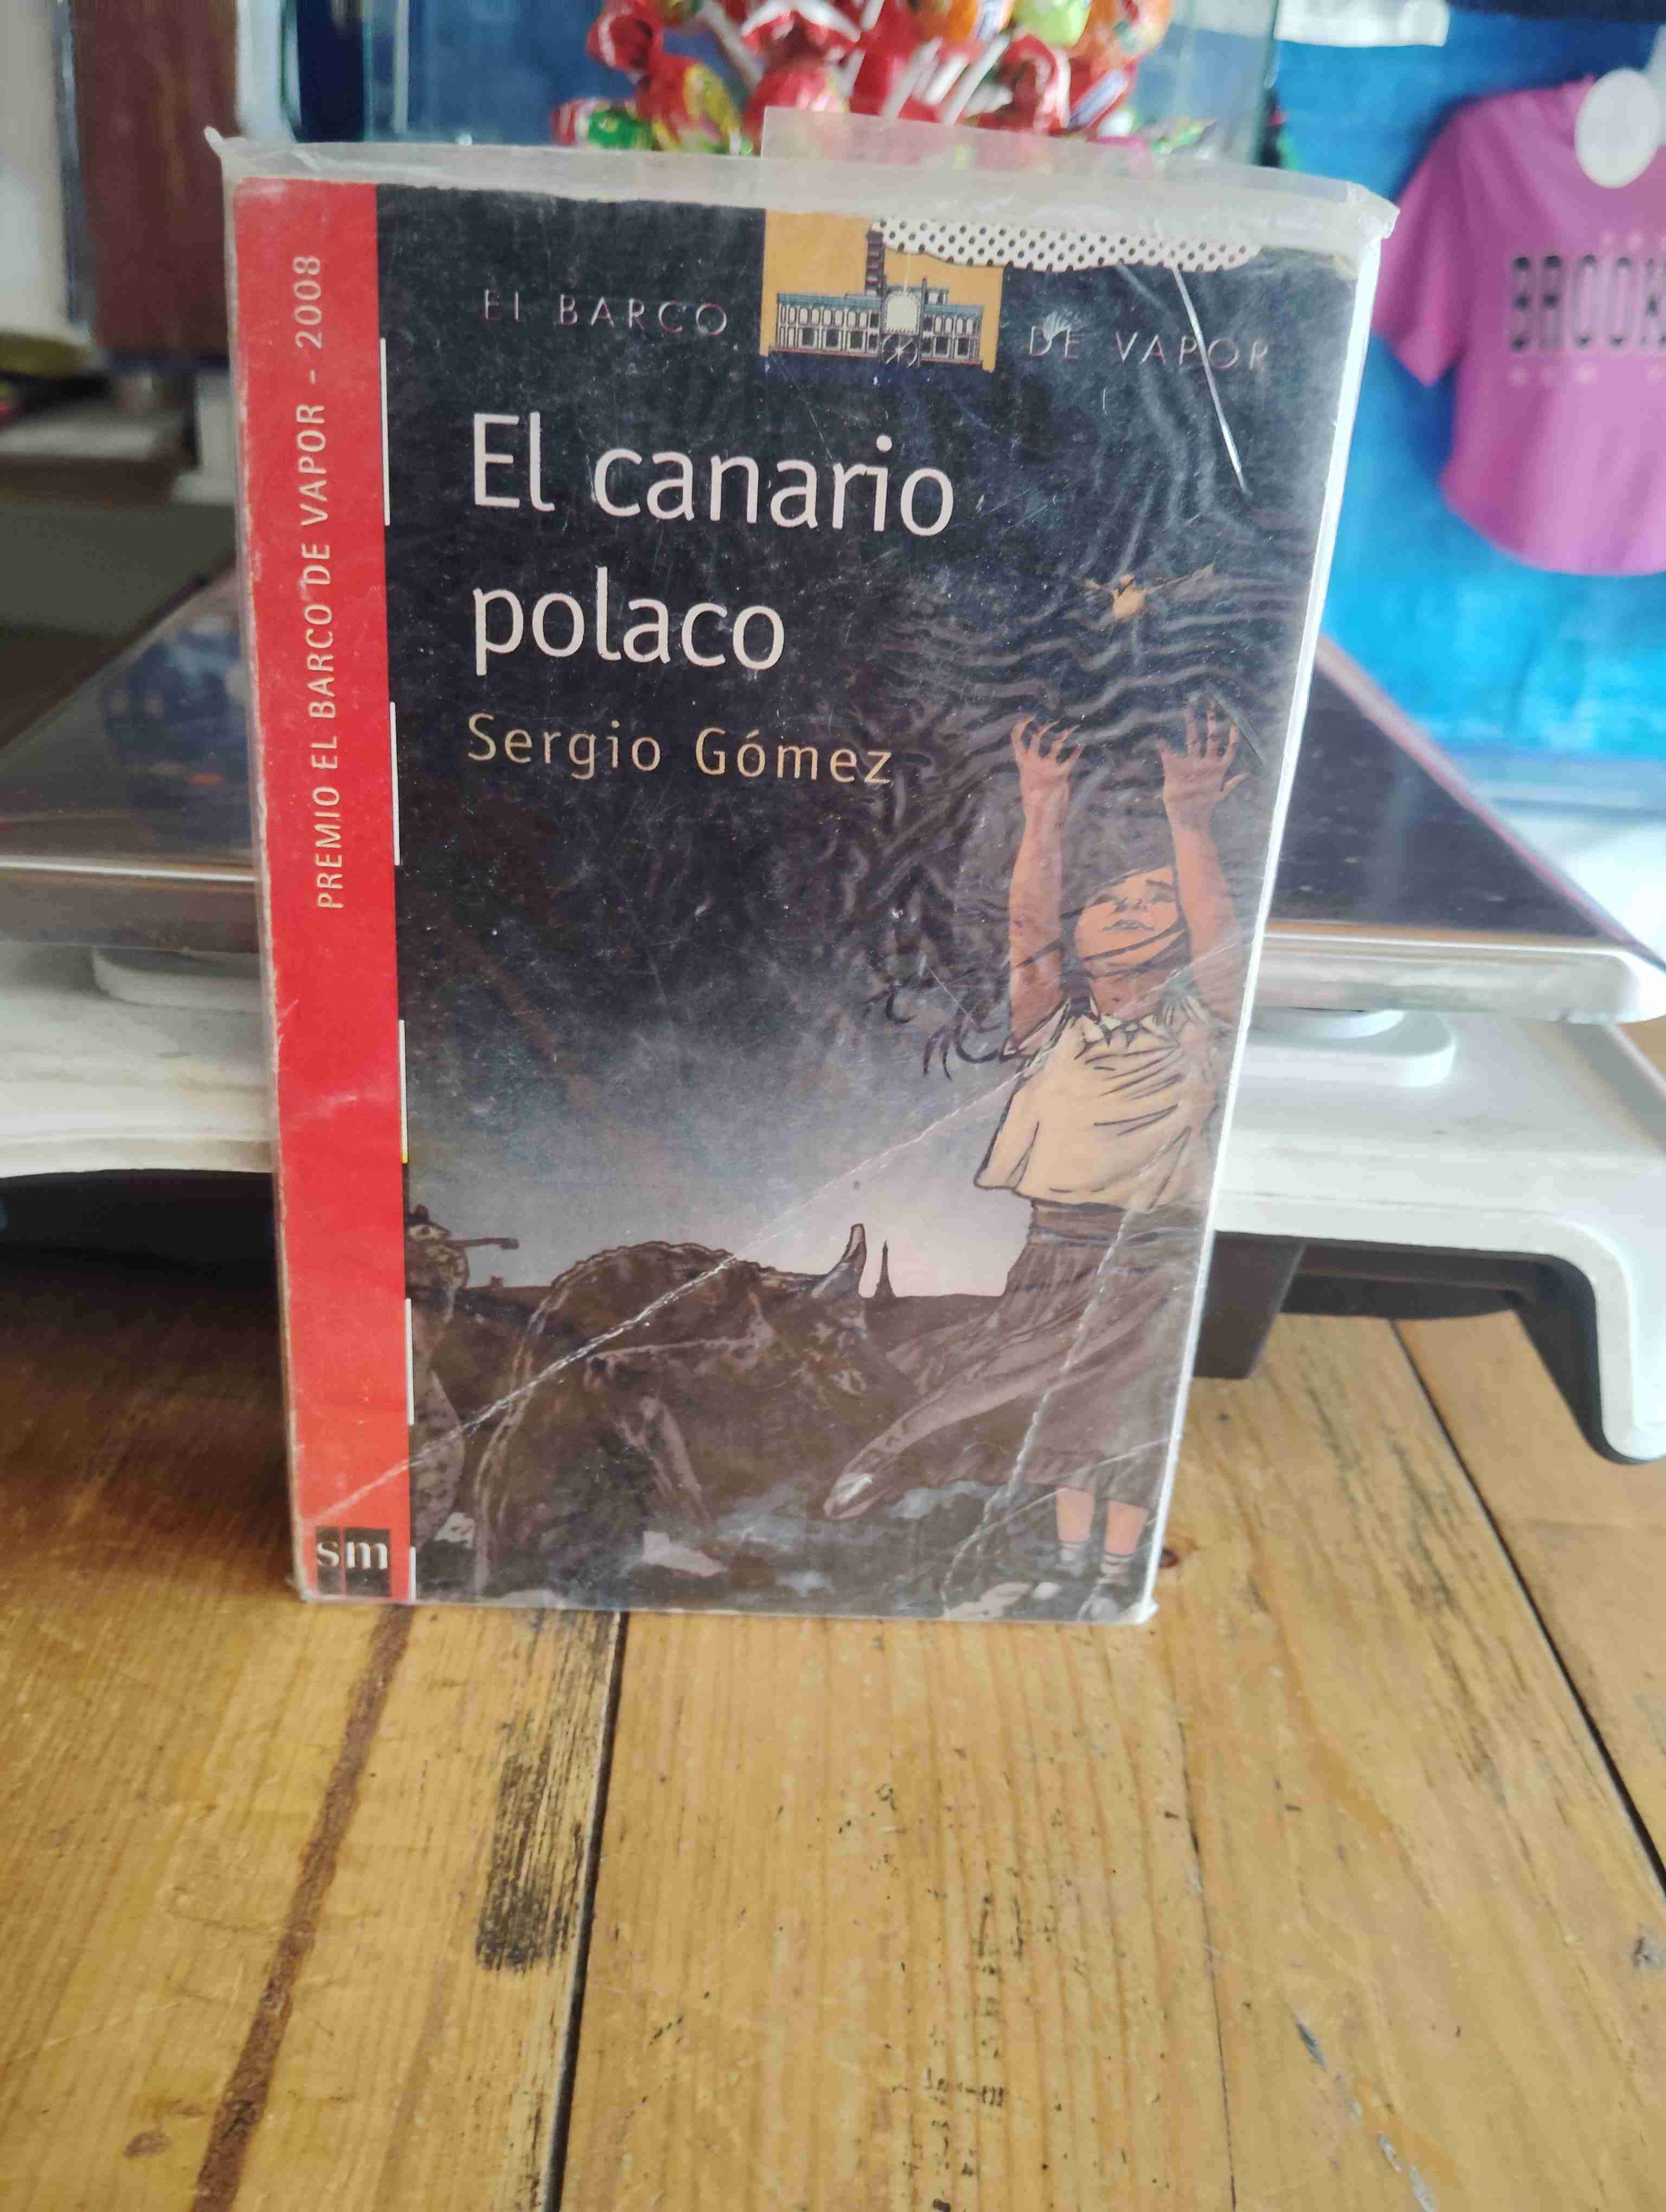 PREMIO EL BARCO DE VAPOR - 2008
EL BARCO DE VAPOR
El canario
polaco
Sergio Gómez
sm